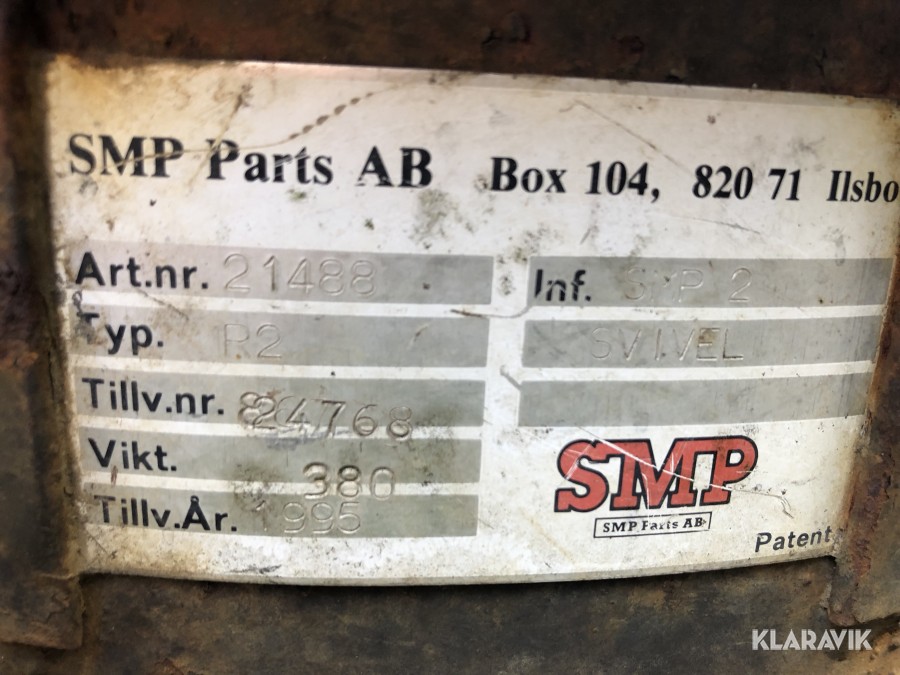 SMP Parts AB Box 104, 820 71 Ilsbo
Art.nr. 21488 Inf. SMP 2
Typ. R2 SVIVEL
Tillv.nr. 24768
Vikt. 380
Tillv.År. 1995
SMP
SMP Parts AB
Patent
KLARAVIK